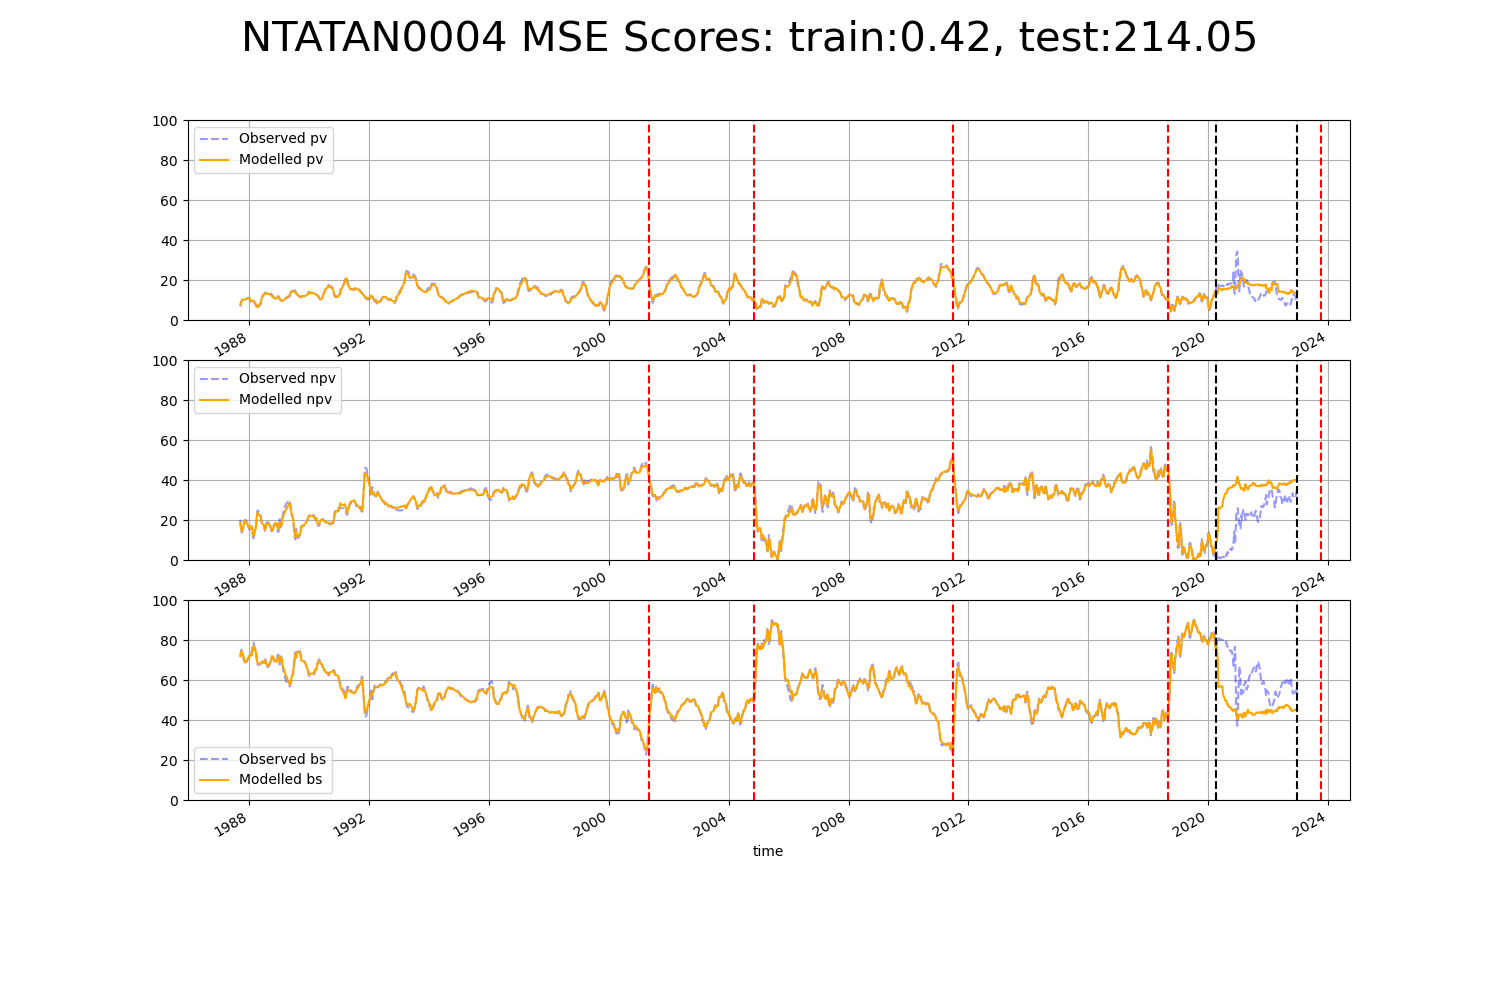 NTATAN0004 MSE Scores: train:0.42, test:214.05
100
80
60
40
20
0
Observed pv
Modelled pv
1988 1992 1996 2000 2004 2008 2012 2016 2020 2024
100
80
60
40
20
0
Observed npv
Modelled npv
1988 1992 1996 2000 2004 2008 2012 2016 2020 2024
100
80
60
40
20
0
Observed bs
Modelled bs
1988 1992 1996 2000 2004 2008 2012 2016 2020 2024
time